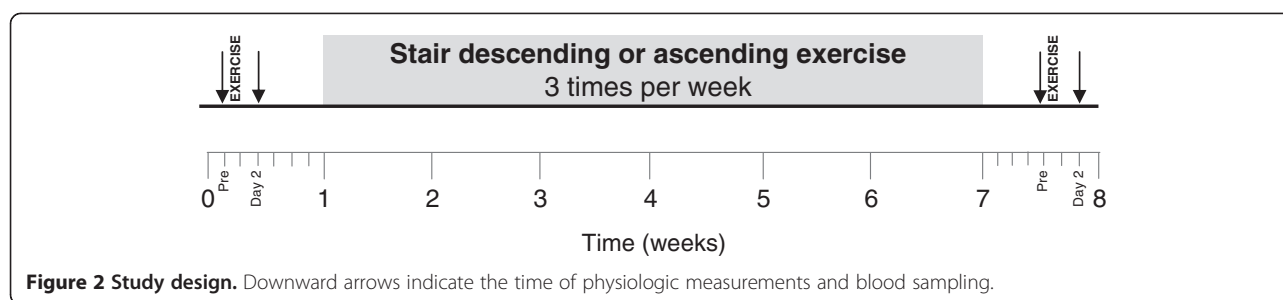 EXERCISE
Stair descending or ascending exercise
3 times per week
EXERCISE
Pre
Day 2
Pre
Day 2
0 1 2 3 4 5 6 7 8
Time (weeks)
Figure 2 Study design. Downward arrows indicate the time of physiologic measurements and blood sampling.